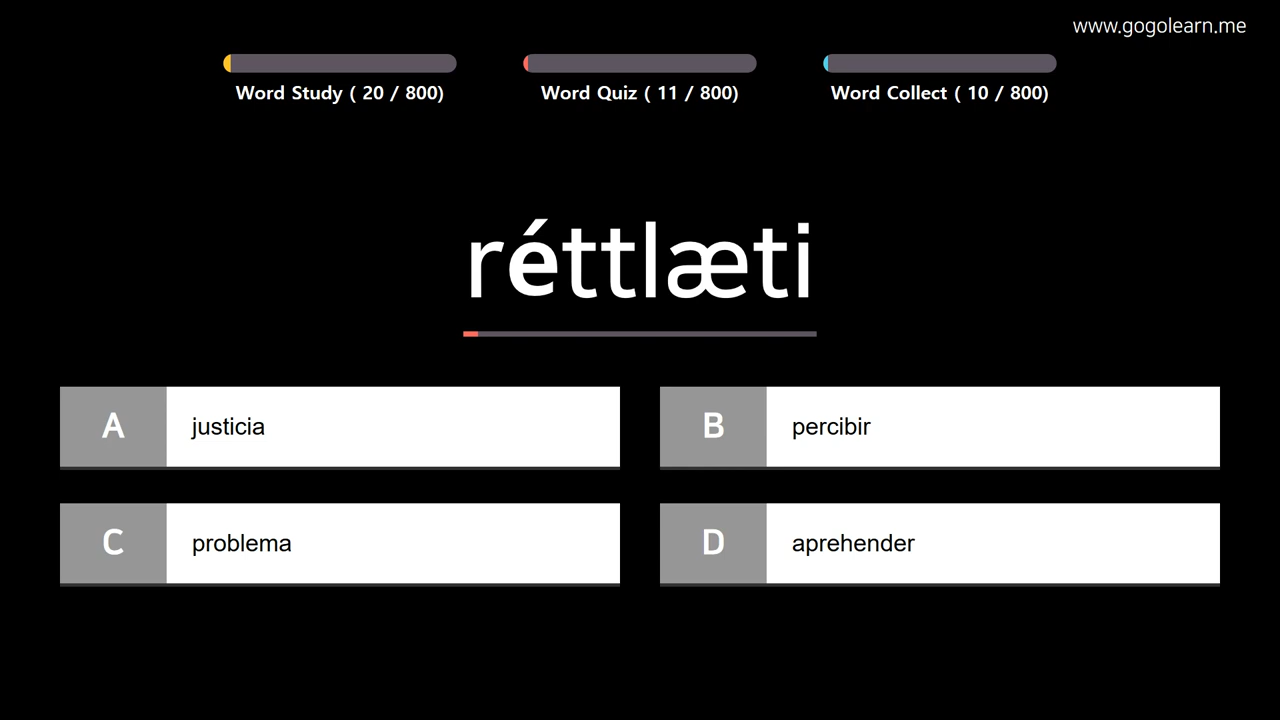 www.gogolearn.me
Word Study ( 20 / 800)
Word Quiz ( 11 / 800)
Word Collect ( 10 / 800)
réttlæti
A justicia
B percibir
C problema
D aprehender